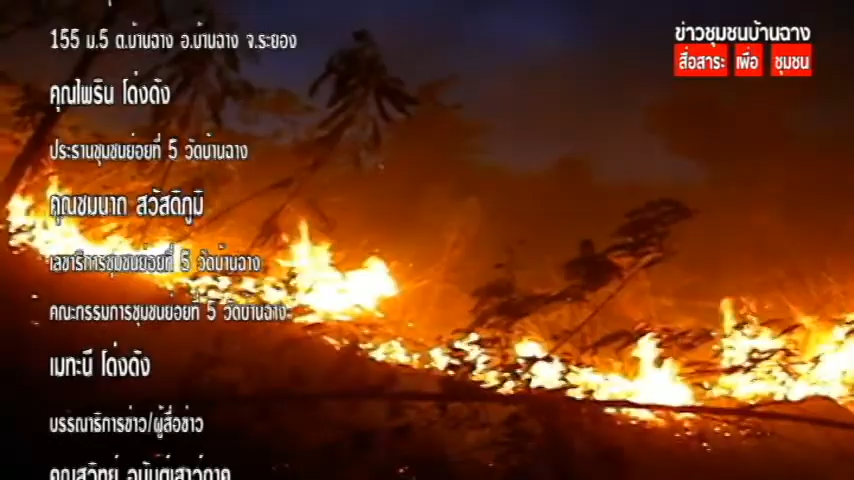 155 ม.5 ต.บ้านฉาง อ.บ้านฉาง จ.ระยอง
คุณไพริน โด่งดัง
ประธานชุมชนย่อยที่ 5 วัดบ้านฉาง
คุณชมนาถ สวัสดิภูมิ
เลขาธิการชุมชนย่อยที่ 5 วัดบ้านฉาง
คณะกรรมการชุมชนย่อยที่ 5 วัดบ้านฉาง
เมทะนี โด่งดัง
บรรณาธิการข่าว/ผู้สื่อข่าว
ข่าวชุมชนบ้านฉาง
สื่อสาระ เพื่อ ชุมชน